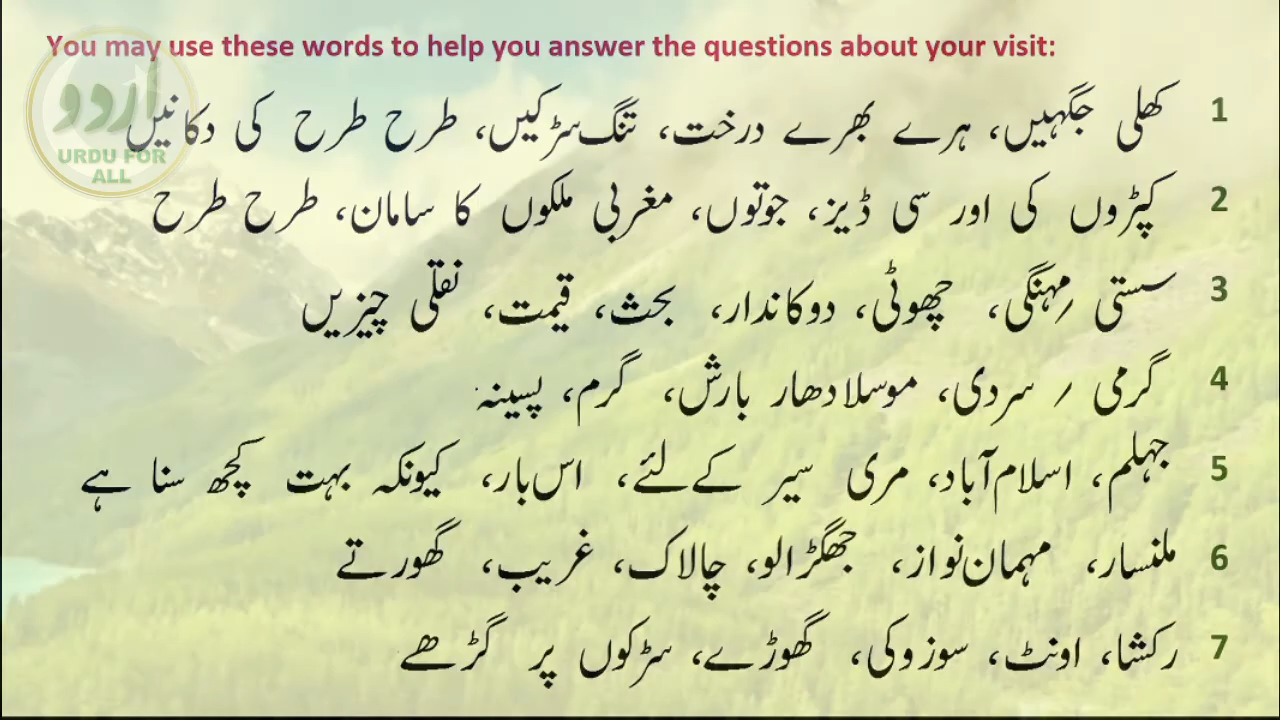 You may use these words to help you answer the questions about your visit:
اردو
URDU FOR
ALL
1 کھلی جگہیں، ہرے بھرے درخت، تنگ سڑکیں، طرح طرح کی دکانیں
2 کپڑوں کی اور سی ڈیز، جوتوں، مغربی ملکوں کا سامان، طرح طرح
3 سستی / مہنگی، چھوٹی، دوکاندار، بحث، قیمت، نقلی چیزیں
4 گرمی / سردی، موسلادھار بارش، گرم، پسینہ
5 جہلم، اسلام آباد، مری سیر کے لئے، اس بار، کیونکہ بہت کچھ سنا ہے
6 ملنسار، مہمان نواز، جھگڑالو، چالاک، غریب، گھورتے
7 رکشا، اونٹ، سوزوکی، گھوڑے، سڑکوں پر گڑھے